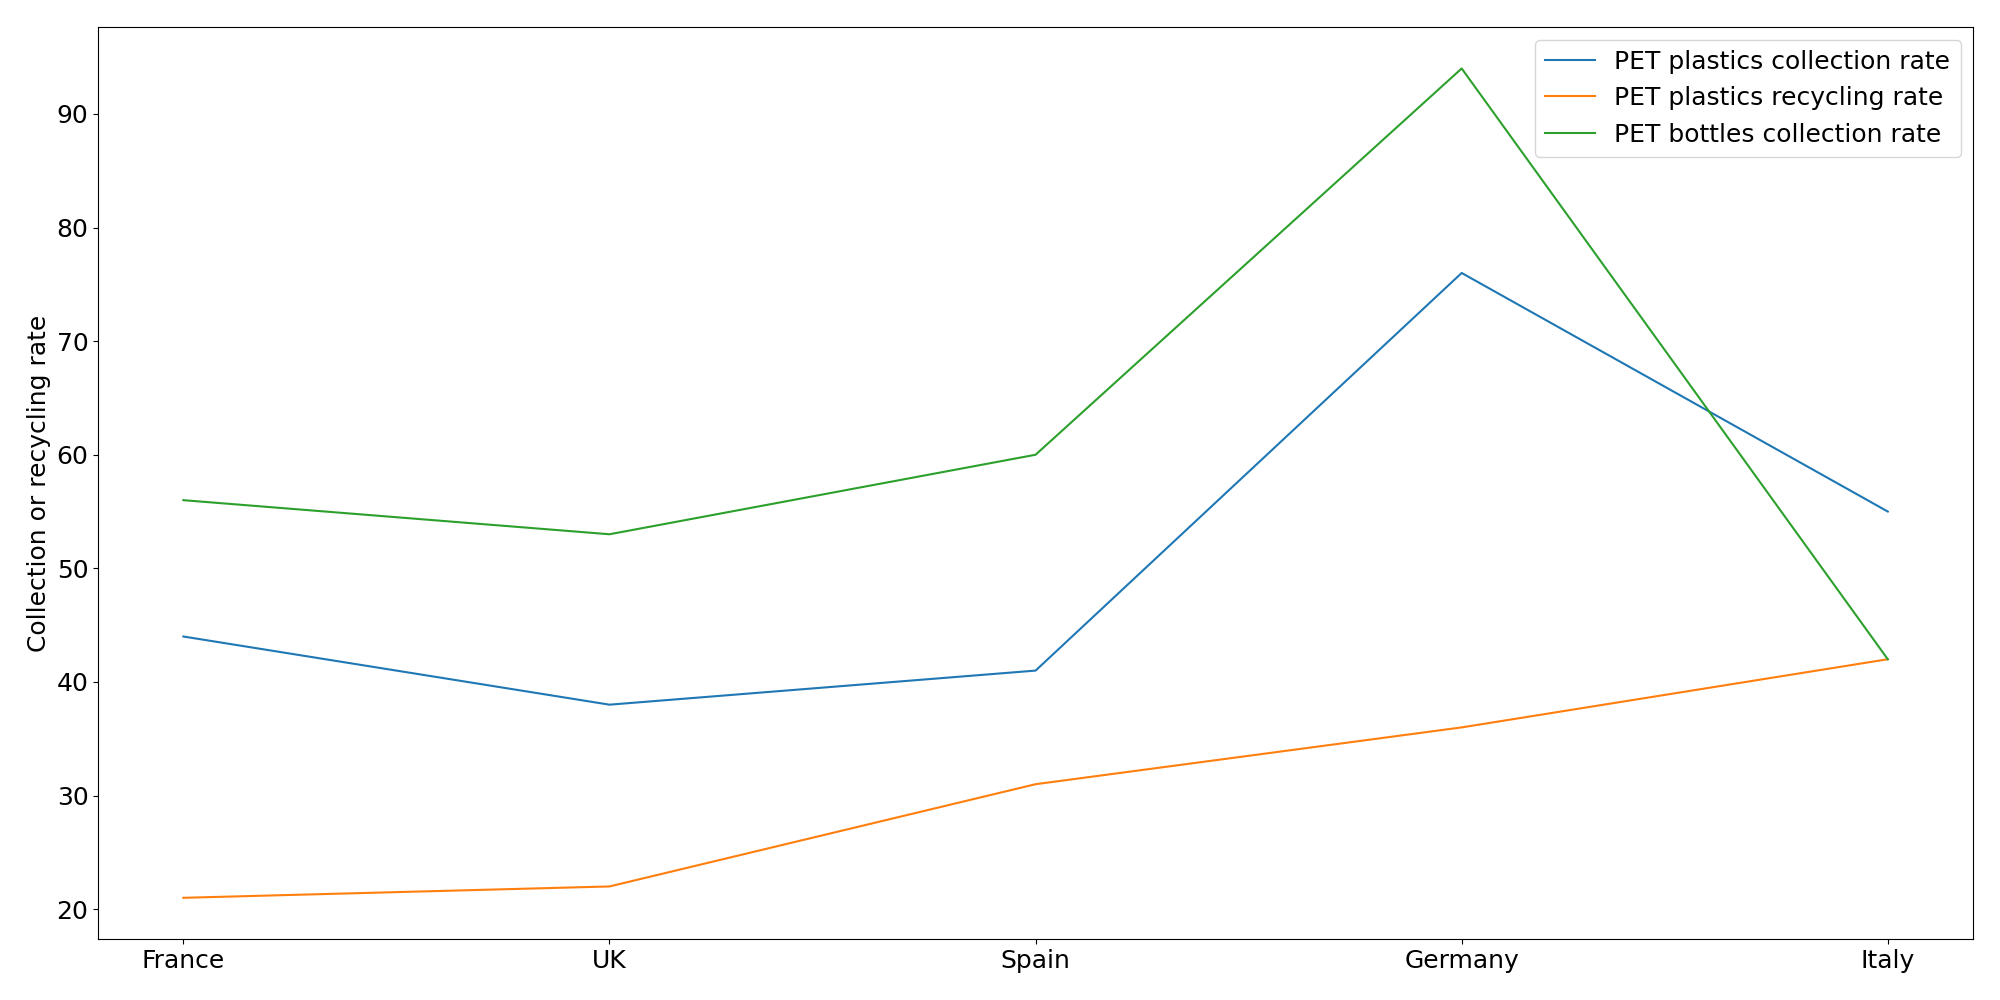 PET plastics collection rate
PET plastics recycling rate
PET bottles collection rate
Collection or recycling rate
90
80
70
60
50
40
30
20
France UK Spain Germany Italy